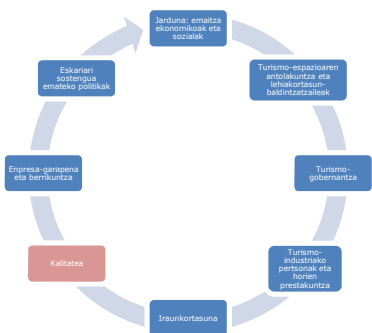 Jarduna: emaitza
ekonomikoak eta
sozialak
Turismo-espazioaren
antolakuntza eta
lehiakortasun-
baldintzatzaileak
Turismo-
gobernantza
Turismo-
industriako
pertsonak eta
horien
prestakuntza
Iraunkortasuna
Kalitatea
Enpresa-garapena
eta berrikuntza
Eskariari
sostengua
emateko politikak